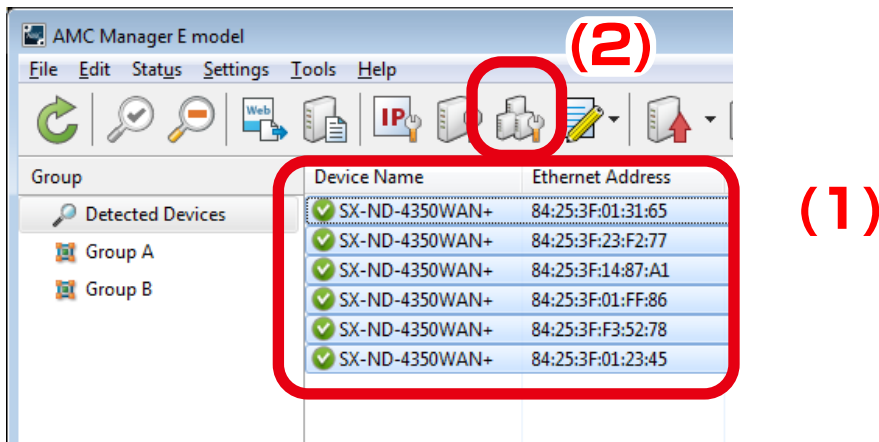 AMC Manager E model
(2)
File Edit Status Settings Tools Help
Web
IP
Group Device Name Ethernet Address
Detected Devices SX-ND-4350WAN+ 84:25:3F:01:31:65
(1)
SX-ND-4350WAN+ 84:25:3F:23:F2:77
Group A
SX-ND-4350WAN+ 84:25:3F:14:87:A1
Group B SX-ND-4350WAN+ 84:25:3F:01:FF:86
SX-ND-4350WAN+ 84:25:3F:F3:52:78
SX-ND-4350WAN+ 84:25:3F:01:23:45